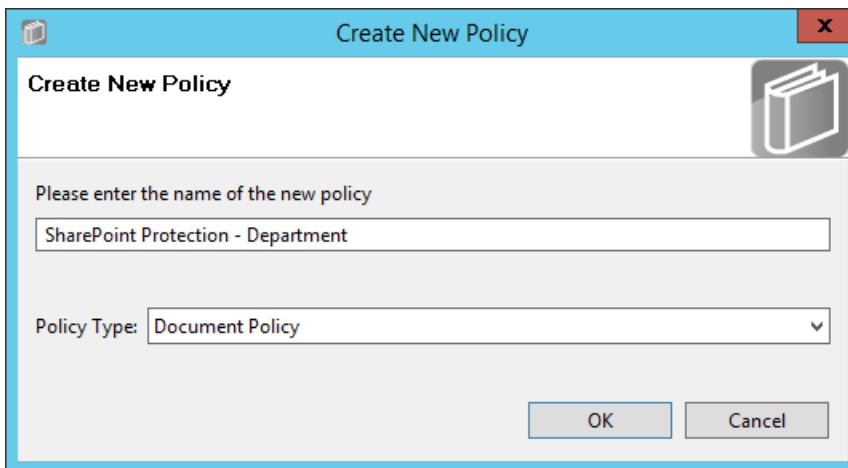 Create New Policy
x
Create New Policy
Please enter the name of the new policy
SharePoint Protection - Department
Policy Type: Document Policy
OK Cancel